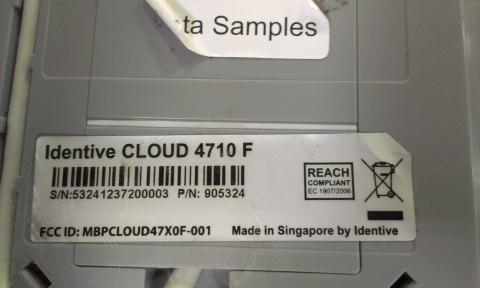 ta Samples
Identive CLOUD 4710 F
S/N:53241237200003 P/N: 905324
REACH
COMPLIANT
EC 1907/2006
FCC ID: MBPCLOUD47X0F-001 Made in Singapore by Identive